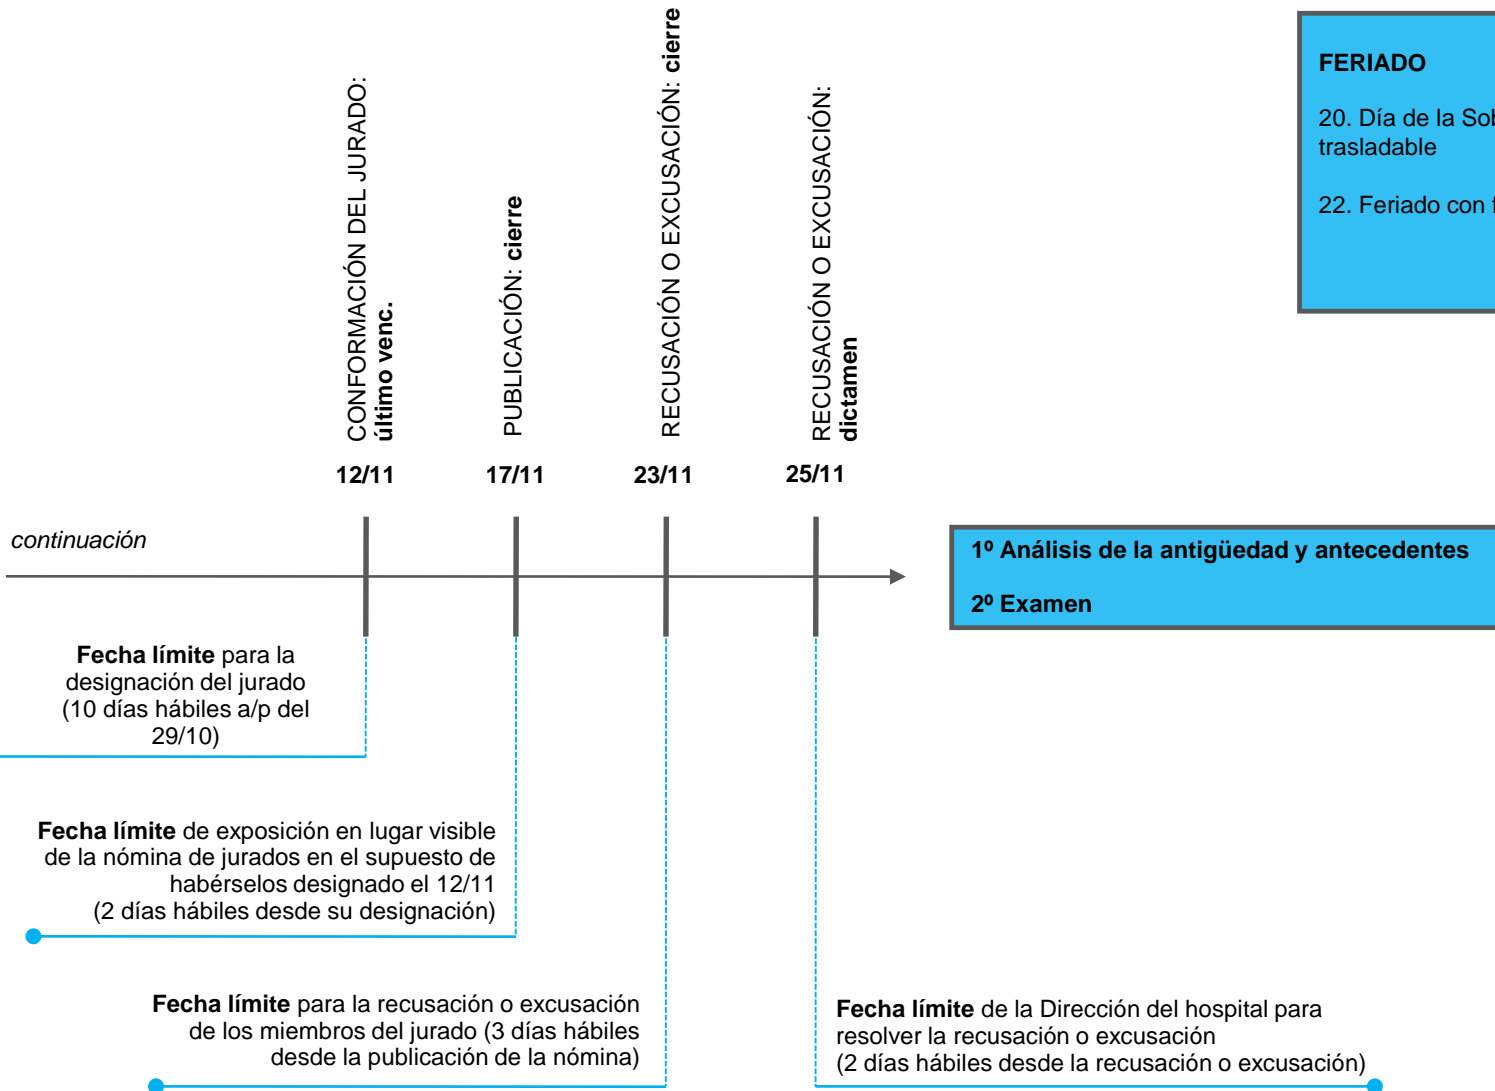 CONFORMACIÓN DEL JURADO:
último venc.
PUBLICACIÓN: cierre
RECUSACIÓN O EXCUSACIÓN: cierre
RECUSACIÓN O EXCUSACIÓN:
dictamen
FERIADO
20. Día de la
trasladable
22. Feriado con
12/11
17/11
23/11
25/11
continuación
1º Análisis de la antigüedad y antecedentes
2º Examen
Fecha límite para la
designación del jurado
(10 días hábiles a/p del
29/10)
Fecha límite de exposición en lugar visible
de la nómina de jurados en el supuesto de
habérselos designado el 12/11
(2 días hábiles desde su designación)
Fecha límite para la recusación o excusación
de los miembros del jurado (3 días hábiles
desde la publicación de la nómina)
Fecha límite de la Dirección del hospital para
resolver la recusación o excusación
(2 días hábiles desde la recusación o excusación)